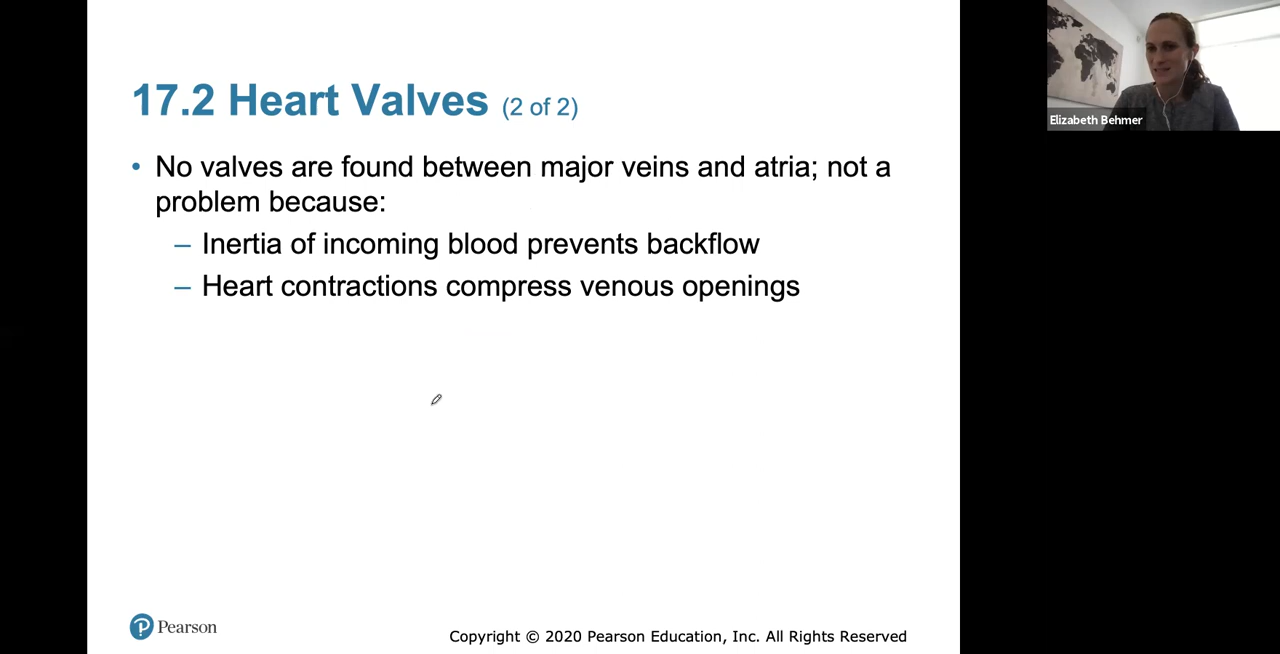 17.2 Heart Valves (2 of 2)
• No valves are found between major veins and atria; not a
problem because:
– Inertia of incoming blood prevents backflow
– Heart contractions compress venous openings
Elizabeth Behmer
Pearson
Copyright © 2020 Pearson Education, Inc. All Rights Reserved